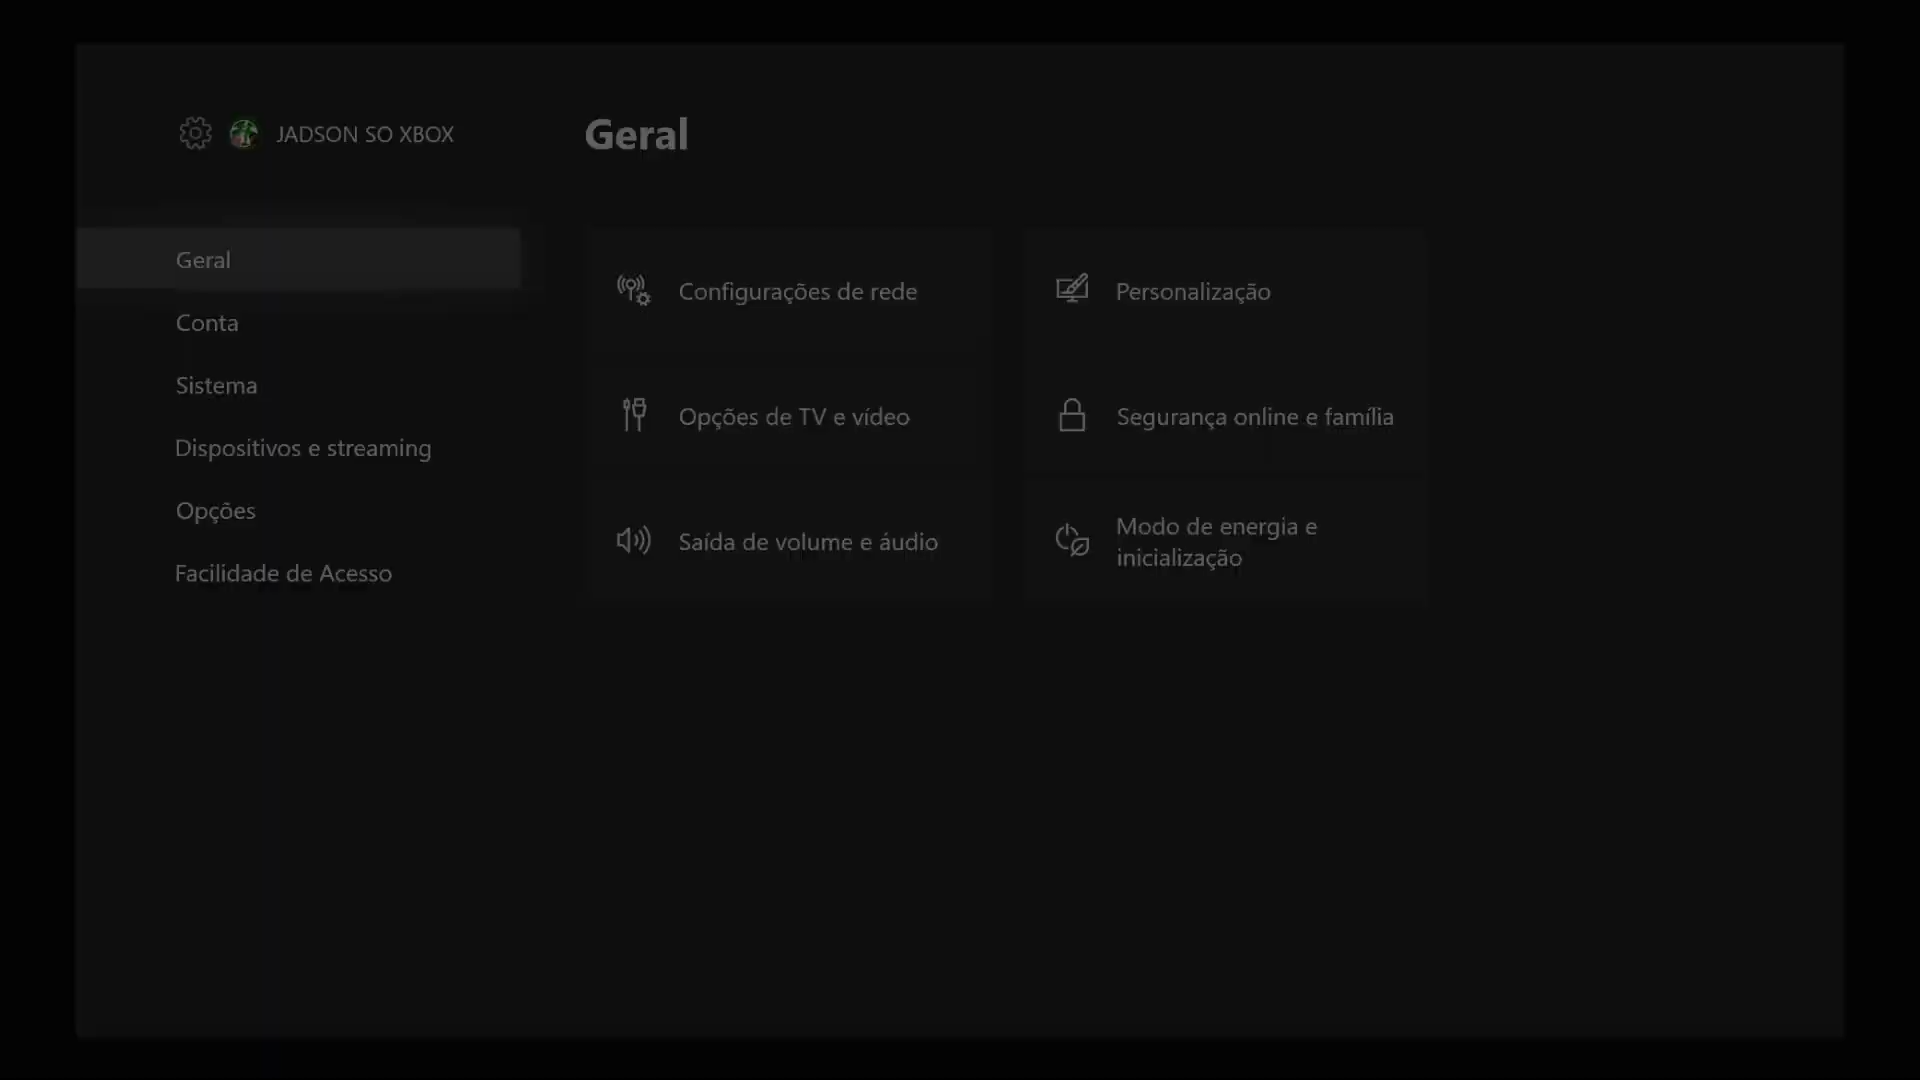 JADSON SO XBOX
Geral
Geral
Conta
Sistema
Dispositivos e streaming
Opções
Facilidade de Acesso
Configurações de rede
Opções de TV e vídeo
Saída de volume e áudio
Personalização
Segurança online e família
Modo de energia e
inicialização